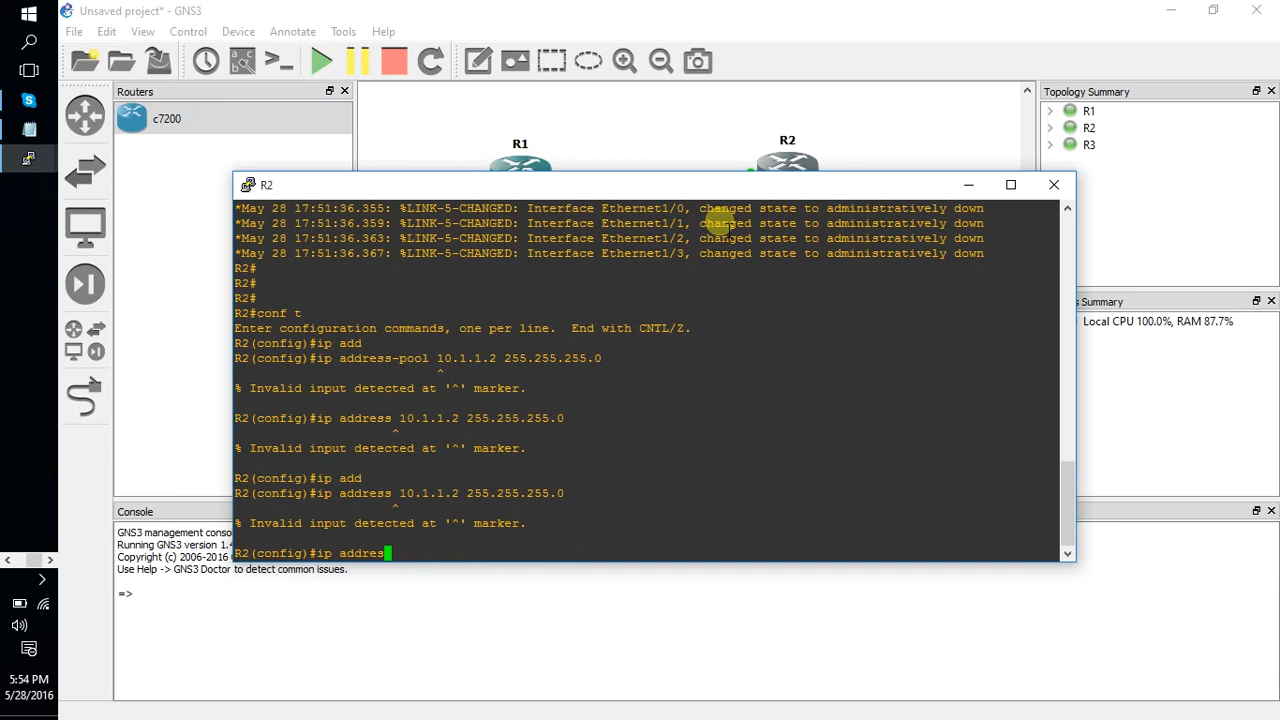 Unsaved project* - GNS3
File Edit View Control Device Annotate Tools Help
Routers
c7200
R1
R2
Topology Summary
R1
R2
R3
R2
*May 28 17:51:36.355: %LINK-5-CHANGED: Interface Ethernet1/0, changed state to administratively down
*May 28 17:51:36.359: %LINK-5-CHANGED: Interface Ethernet1/1, changed state to administratively down
*May 28 17:51:36.363: %LINK-5-CHANGED: Interface Ethernet1/2, changed state to administratively down
*May 28 17:51:36.367: %LINK-5-CHANGED: Interface Ethernet1/3, changed state to administratively down
R2#
R2#
R2#
R2#conf t
Enter configuration commands, one per line.  End with CNTL/Z.
R2(config)#ip add
R2(config)#ip address-pool 10.1.1.2 255.255.255.0
^
% Invalid input detected at '^' marker.
R2(config)#ip address 10.1.1.2 255.255.255.0
^
% Invalid input detected at '^' marker.
R2(config)#ip add
R2(config)#ip address 10.1.1.2 255.255.255.0
^
% Invalid input detected at '^' marker.
R2(config)#ip addres
s Summary
Local CPU 100.0%, RAM 87.7%
Console
GNS3 management conso
Running GNS3 version 1.4
Copyright (c) 2006-2016
Use Help -> GNS3 Doctor to detect common issues.
=>
5:54 PM
5/28/2016